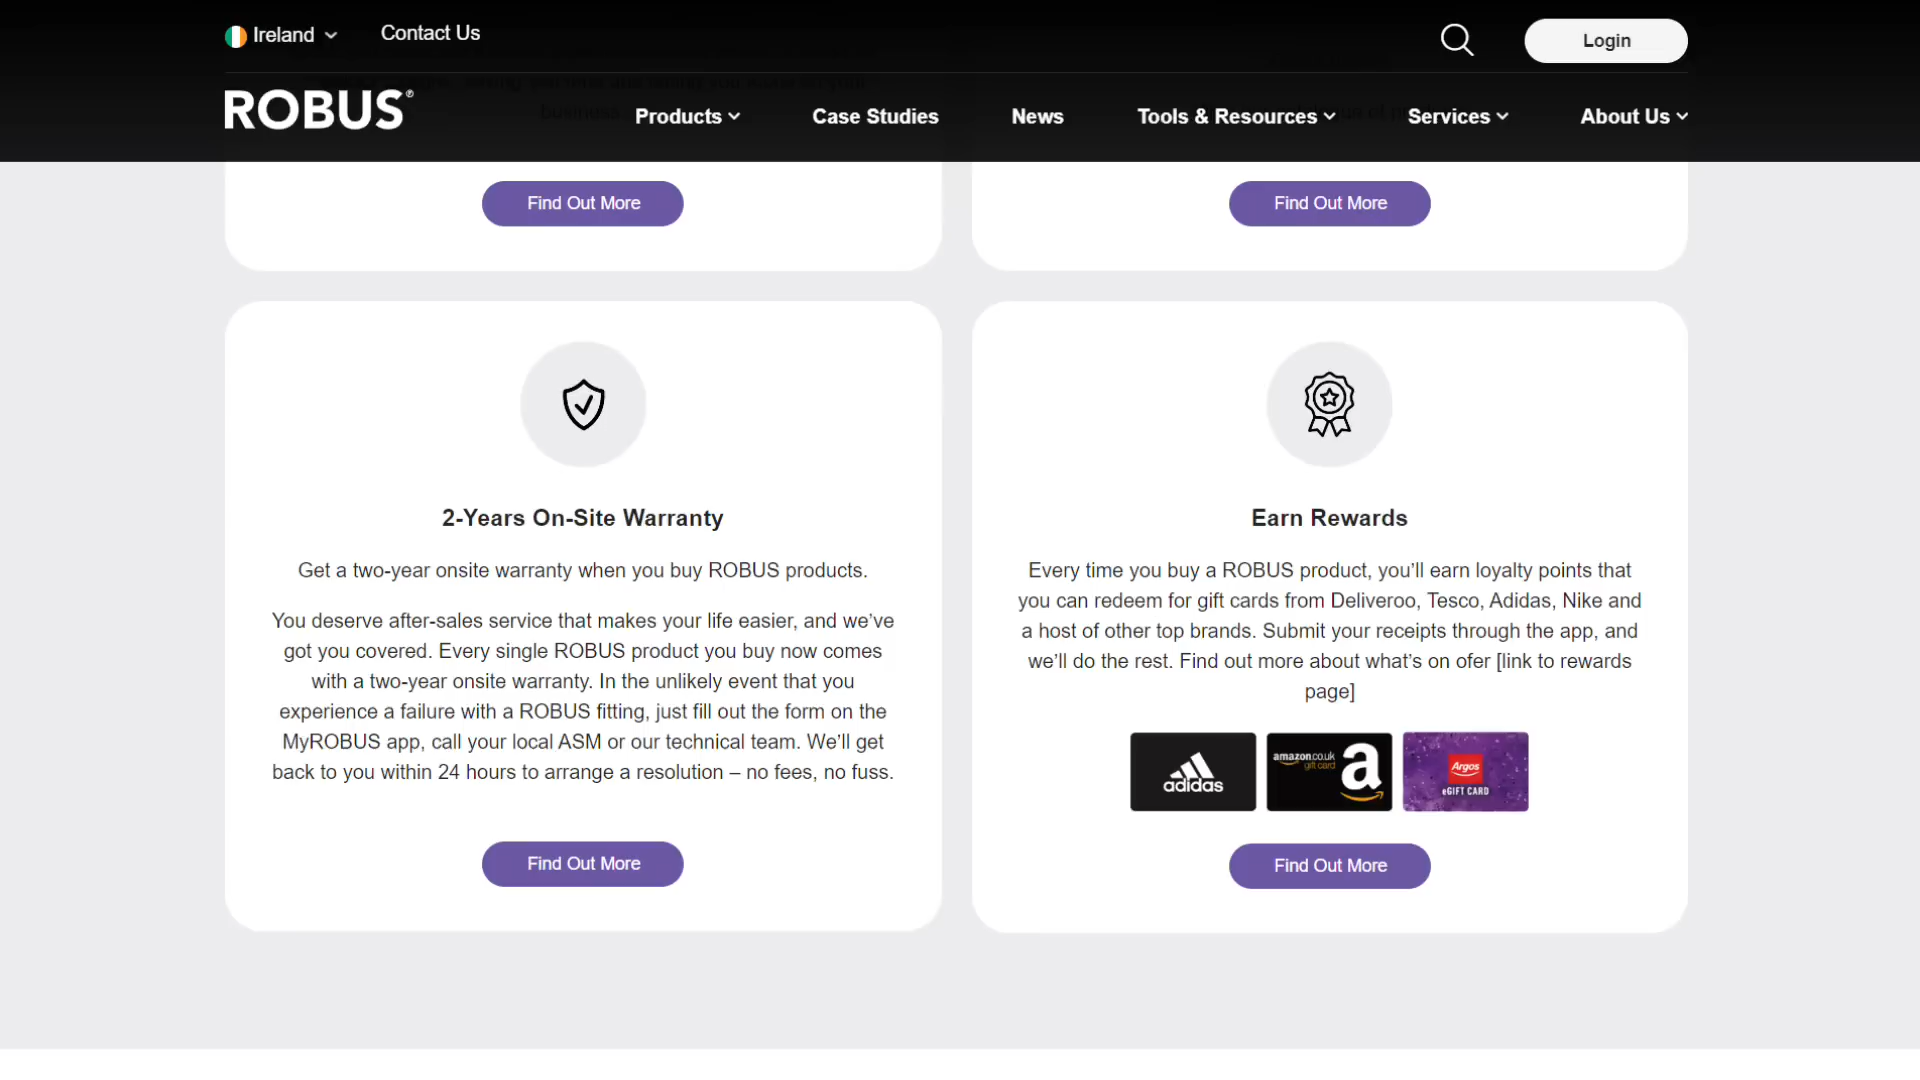 Ireland
Contact Us
Login
ROBUS®
Products
Case Studies
News
Tools & Resources
Services
About Us
Find Out More
Find Out More
2-Years On-Site Warranty
Get a two-year onsite warranty when you buy ROBUS products.
You deserve after-sales service that makes your life easier, and we’ve
got you covered. Every single ROBUS product you buy now comes
with a two-year onsite warranty. In the unlikely event that you
experience a failure with a ROBUS fitting, just fill out the form on the
MyROBUS app, call your local ASM or our technical team. We’ll get
back to you within 24 hours to arrange a resolution – no fees, no fuss.
Find Out More
Earn Rewards
Every time you buy a ROBUS product, you’ll earn loyalty points that
you can redeem for gift cards from Deliveroo, Tesco, Adidas, Nike and
a host of other top brands. Submit your receipts through the app, and
we’ll do the rest. Find out more about what’s on ofer [link to rewards
page]
adidas
amazon.co.uk
gift card
a
Argos
eGIFT CARD
Find Out More